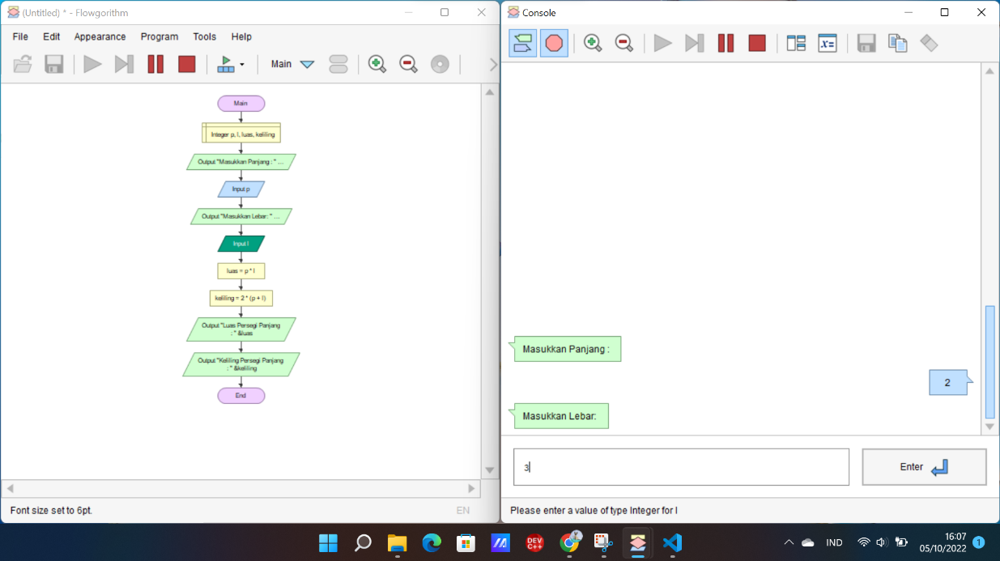 (Untitled) * - Flowgorithm
File Edit Appearance Program Tools Help
Main
Main
Integer p, l, luas, keliling
Output "Masukkan Panjang : " ...
Input p
Output "Masukkan Lebar: " ...
Input l
luas = p * l
keliling = 2 * (p + l)
Output "Luas Persegi Panjang
: " &luas
Output "Keliling Persegi Panjang
: " &keliling
End
Font size set to 6pt.
EN
Console
x=
Masukkan Panjang :
2
Masukkan Lebar:
3
Enter
Please enter a value of type Integer for l
DEV
C++
IND
16:07
05/10/2022
1